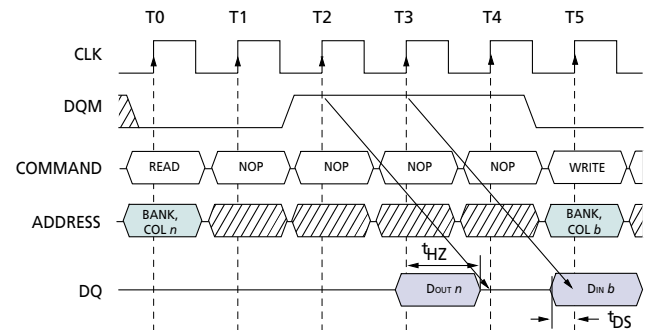 T0 T1 T2 T3 T4 T5
CLK
DQM
COMMAND READ NOP NOP NOP NOP WRITE
ADDRESS BANK, COL n BANK, COL b
tHZ
DQ DOUT n DIN b
tDS